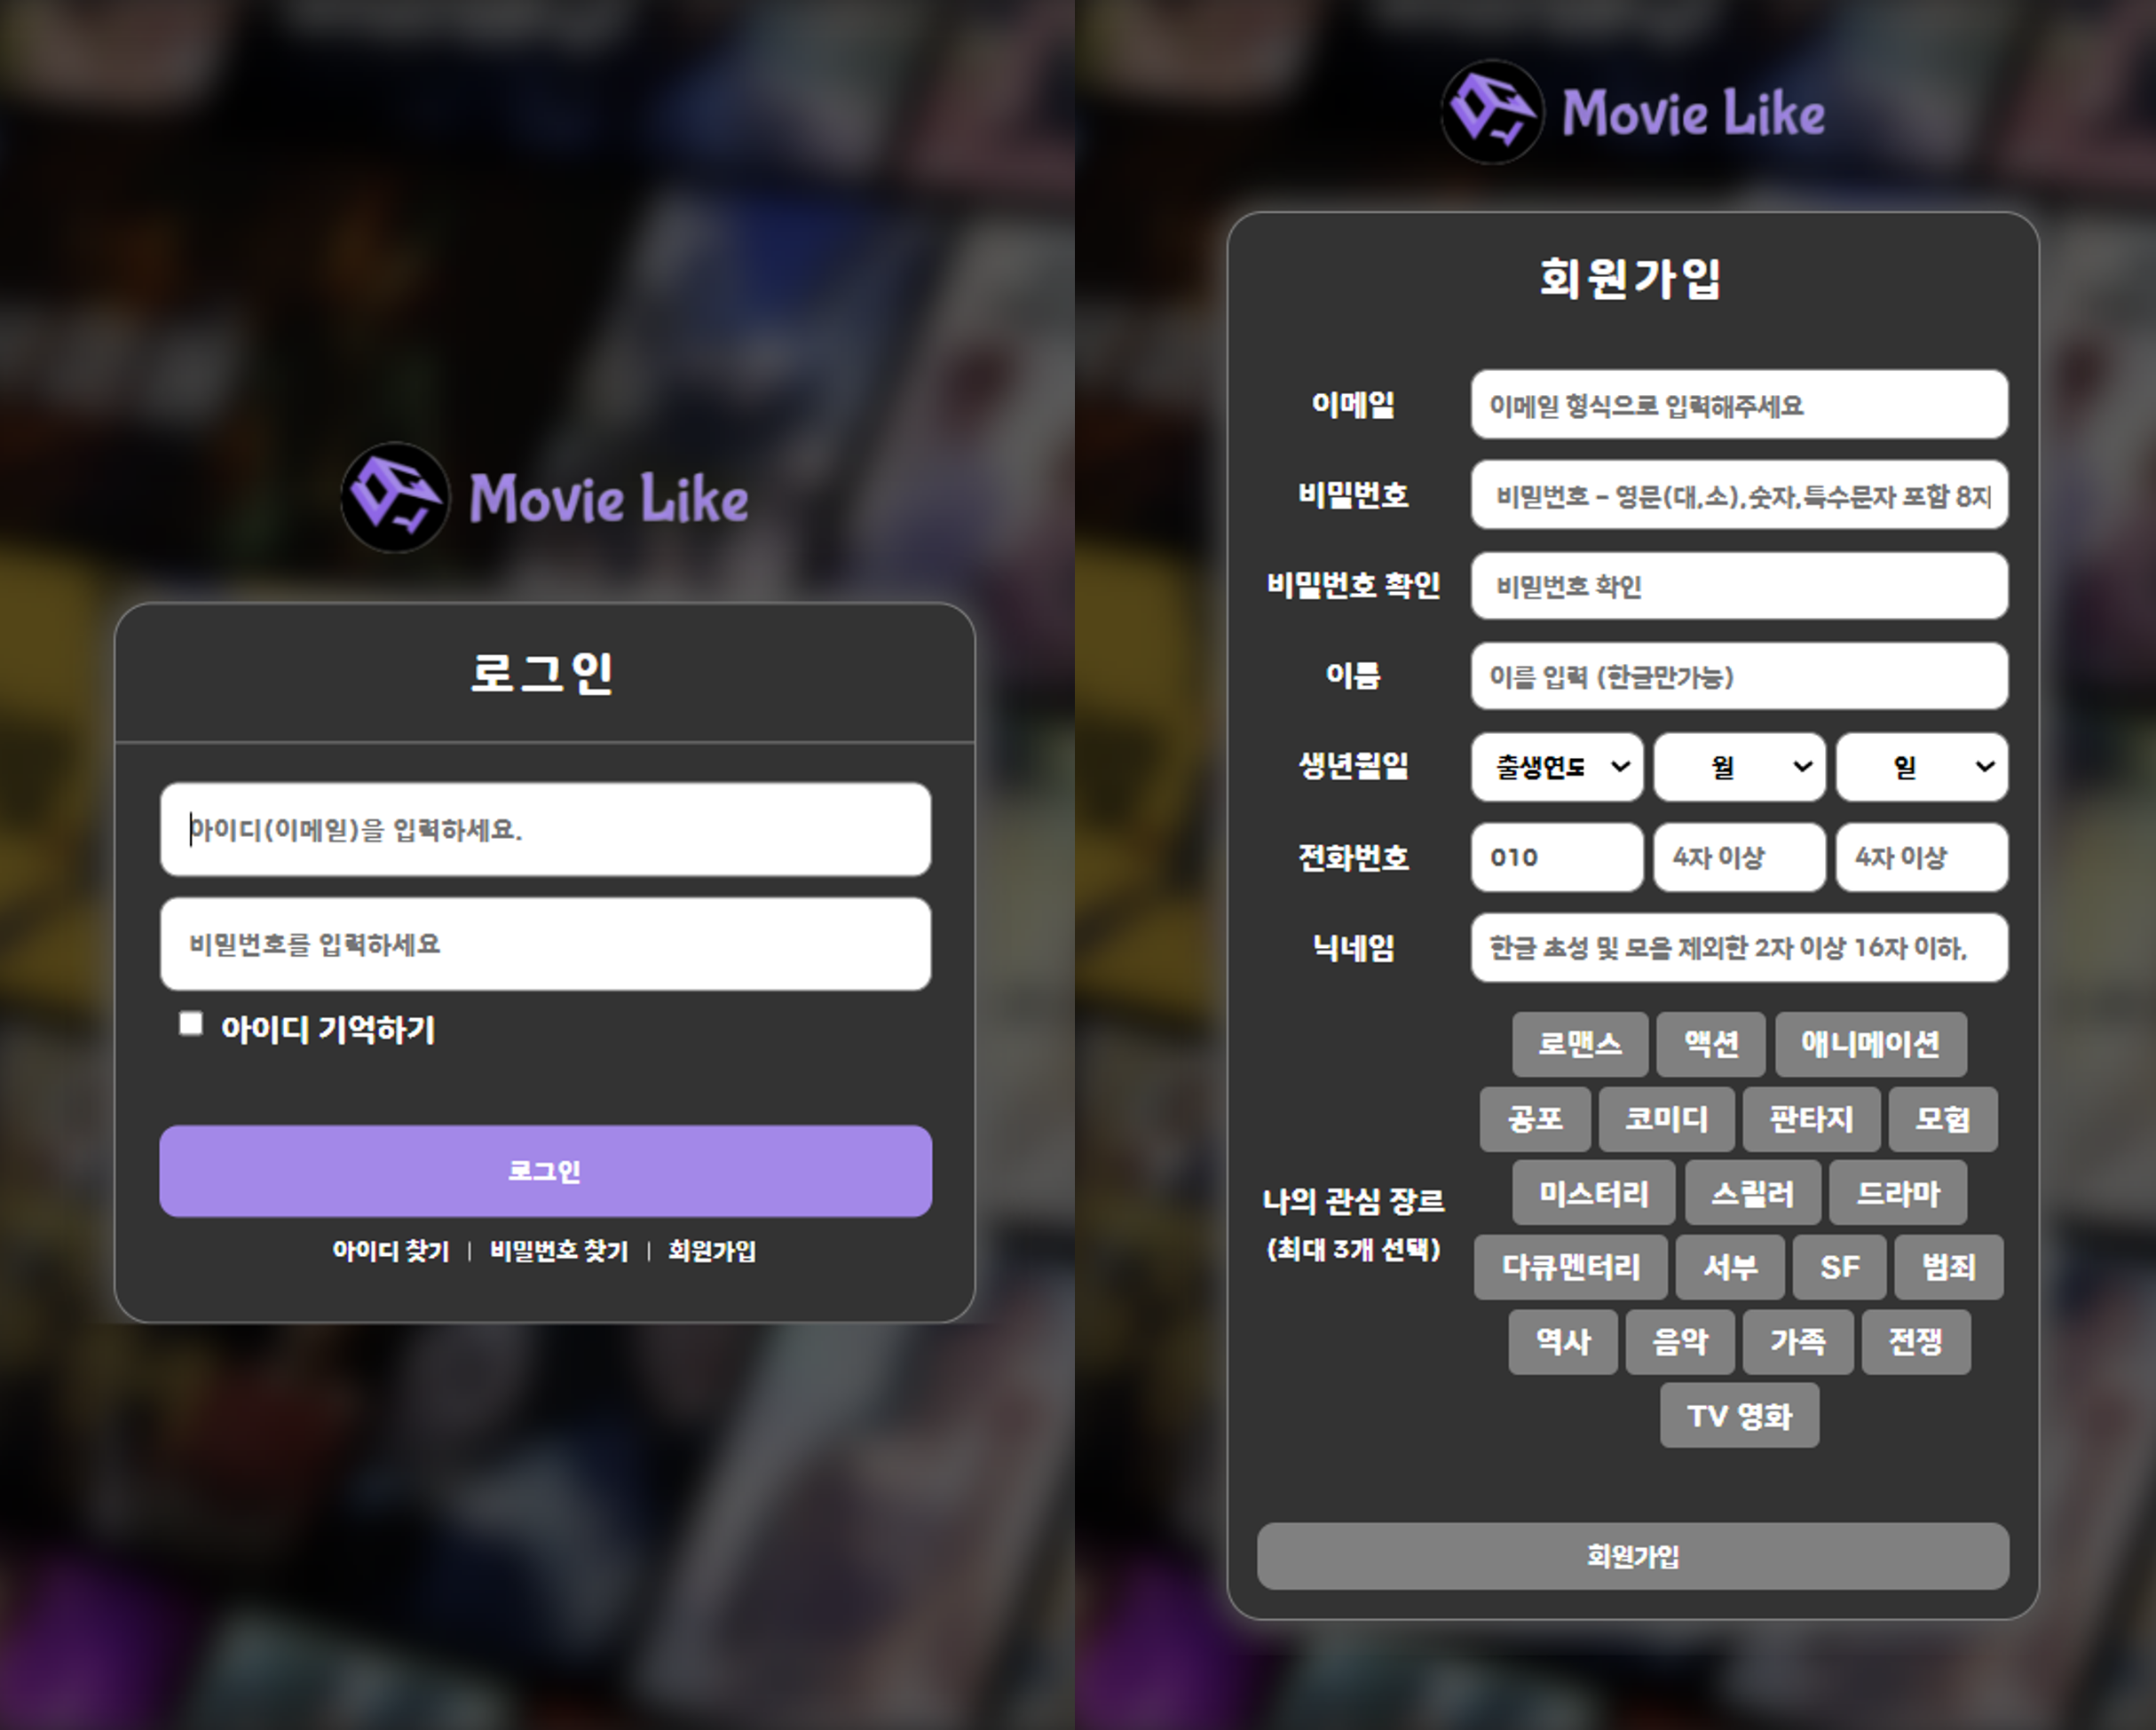 Movie Like
로그인
아이디(이메일)을 입력하세요.
비밀번호를 입력하세요
아이디 기억하기
로그인
아이디 찾기 | 비밀번호 찾기 | 회원가입
Movie Like
회원가입
이메일 이메일 형식으로 입력해주세요
비밀번호 비밀번호 - 영문(대,소),숫자,특수문자 포함 8자
비밀번호 확인 비밀번호 확인
이름 이름 입력 (한글만가능)
생년월일 출생연도 월 일
전화번호 010 4자 이상 4자 이상
닉네임 한글 초성 및 모음 제외한 2자 이상 16자 이하,
나의 관심 장르
(최대 3개 선택)
로맨스 액션 애니메이션
공포 코미디 판타지 모험
미스터리 스릴러 드라마
다큐멘터리 서부 SF 범죄
역사 음악 가족 전쟁
TV 영화
회원가입